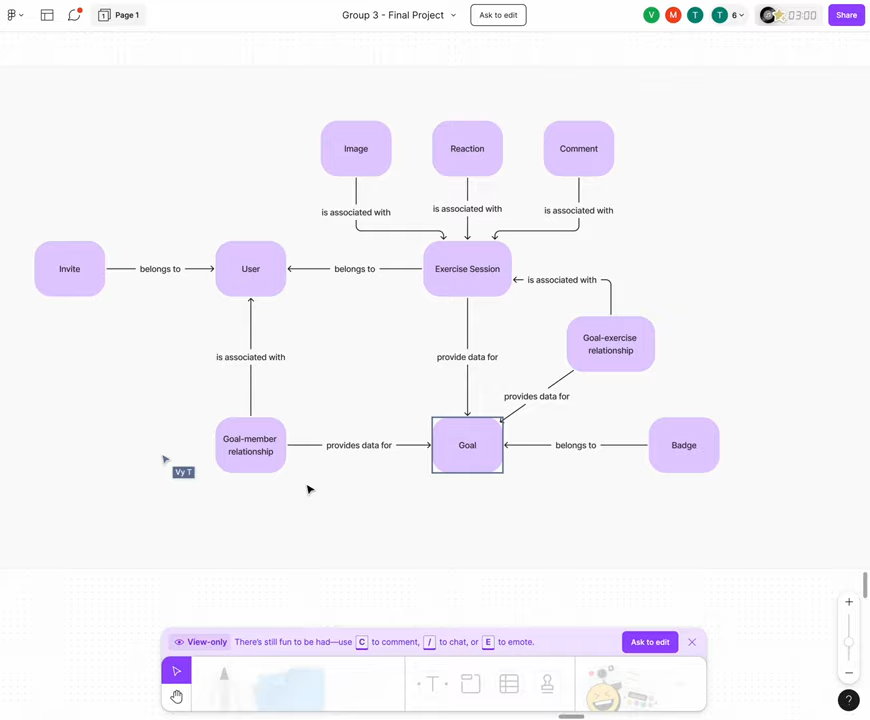 1 Page 1
Group 3 - Final Project
Ask to edit
V
M
T
T
6
03:00
Share
Image
Reaction
Comment
is associated with
is associated with
is associated with
Invite
belongs to
User
belongs to
Exercise Session
is associated with
Goal-exercise
relationship
is associated with
provide data for
provides data for
Goal-member
relationship
provides data for
Goal
belongs to
Badge
Vy T
View-only There's still fun to be had—use C to comment, / to chat, or E to emote.
Ask to edit
T
?